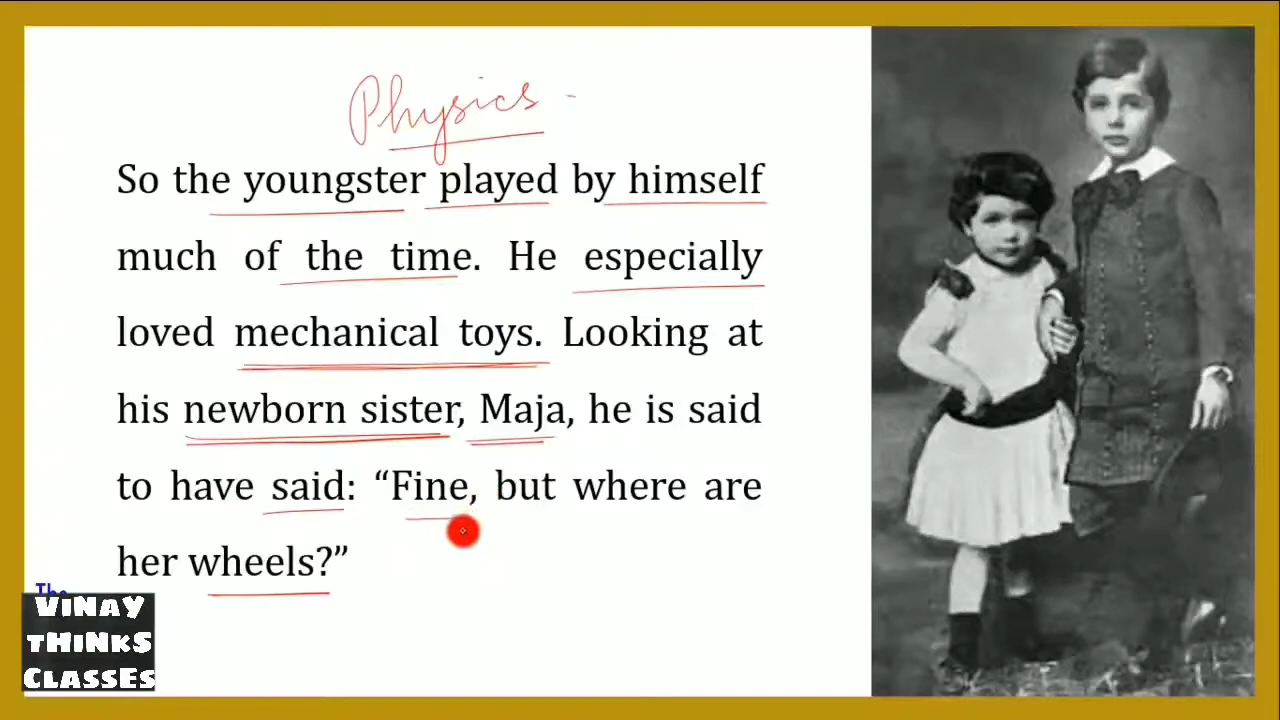 Physics
So the youngster played by himself
much of the time. He especially
loved mechanical toys. Looking at
his newborn sister, Maja, he is said
to have said: “Fine, but where are
her wheels?”
The
ViNAY
tHiNKS
CLASSES